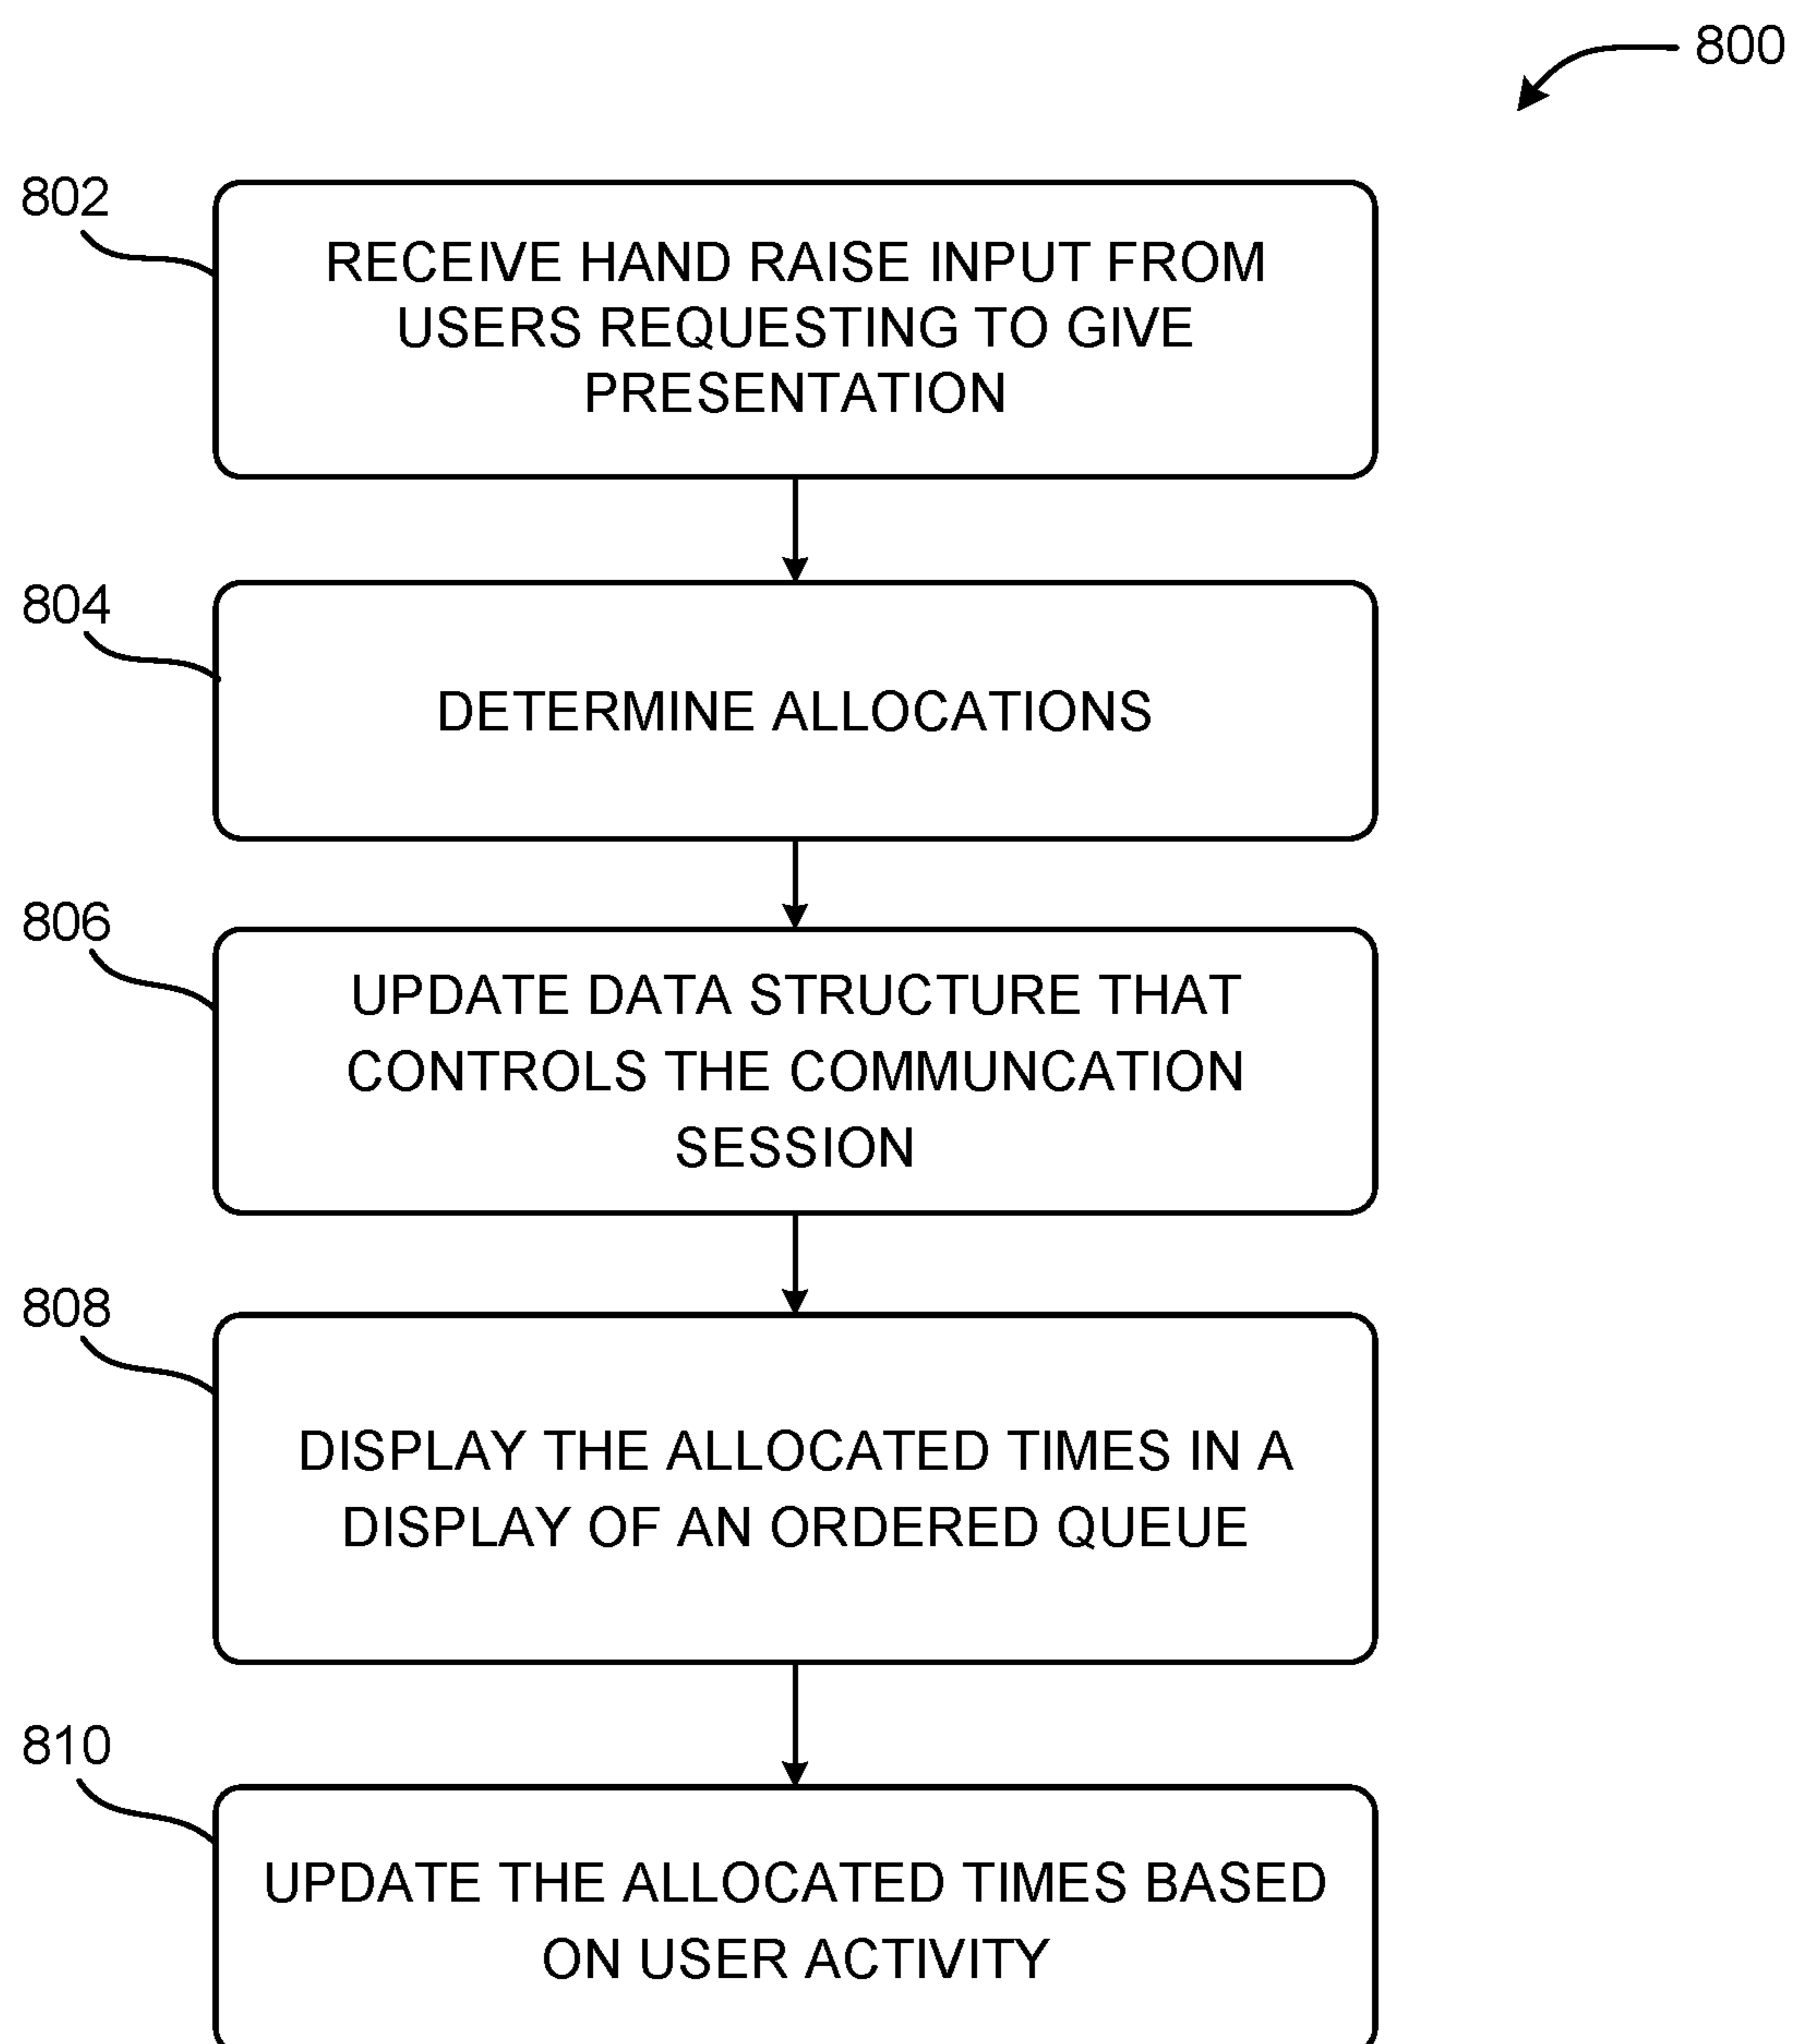 800
802
RECEIVE HAND RAISE INPUT FROM
USERS REQUESTING TO GIVE
PRESENTATION
804
DETERMINE ALLOCATIONS
806
UPDATE DATA STRUCTURE THAT
CONTROLS THE COMMUNCATION
SESSION
808
DISPLAY THE ALLOCATED TIMES IN A
DISPLAY OF AN ORDERED QUEUE
810
UPDATE THE ALLOCATED TIMES BASED
ON USER ACTIVITY